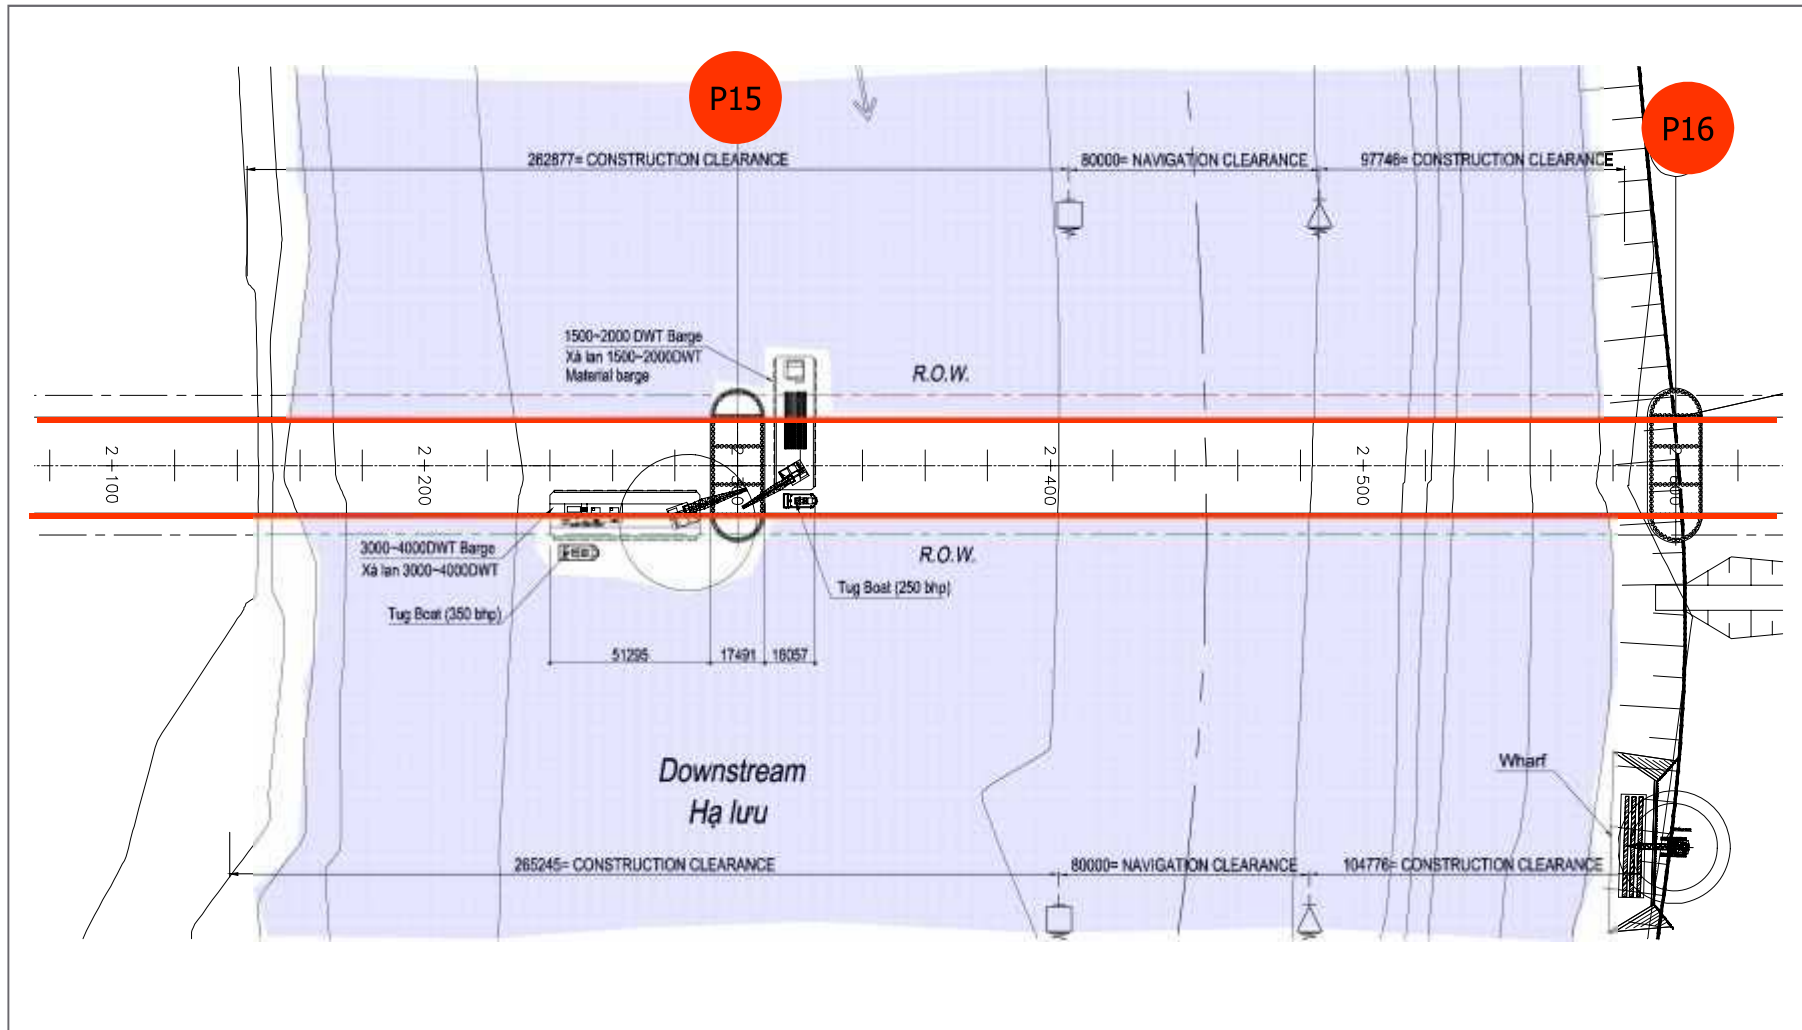 P15
P16
262877= CONSTRUCTION CLEARANCE
80000= NAVIGATION CLEARANCE
97746= CONSTRUCTION CLEARANCE
1500~2000 DWT Barge
Xà lan 1500~2000DWT
Material barge
R.O.W.
2+100
2+200
2+400
2+500
3000~4000DWT Barge
Xà lan 3000~4000DWT
R.O.W.
Tug Boat (250 bhp)
Tug Boat (350 bhp)
51295
17491
16057
Downstream
Hạ lưu
Wharf
265245= CONSTRUCTION CLEARANCE
80000= NAVIGATION CLEARANCE
104776= CONSTRUCTION CLEARANCE